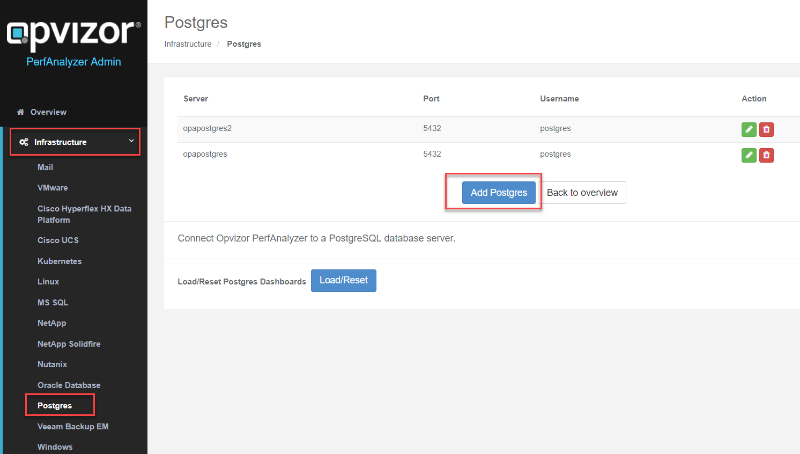 opvizor®
PerfAnalyzer Admin
Overview
Infrastructure
Mail
VMware
Cisco Hyperflex HX Data
Platform
Cisco UCS
Kubernetes
Linux
MS SQL
NetApp
NetApp Solidfire
Nutanix
Oracle Database
Postgres
Veeam Backup EM
Windows
Postgres
Infrastructure / Postgres
Server Port Username Action
opapostgres2 5432 postgres
opapostgres 5432 postgres
Add Postgres Back to overview
Connect Opvizor PerfAnalyzer to a PostgreSQL database server.
Load/Reset Postgres Dashboards Load/Reset